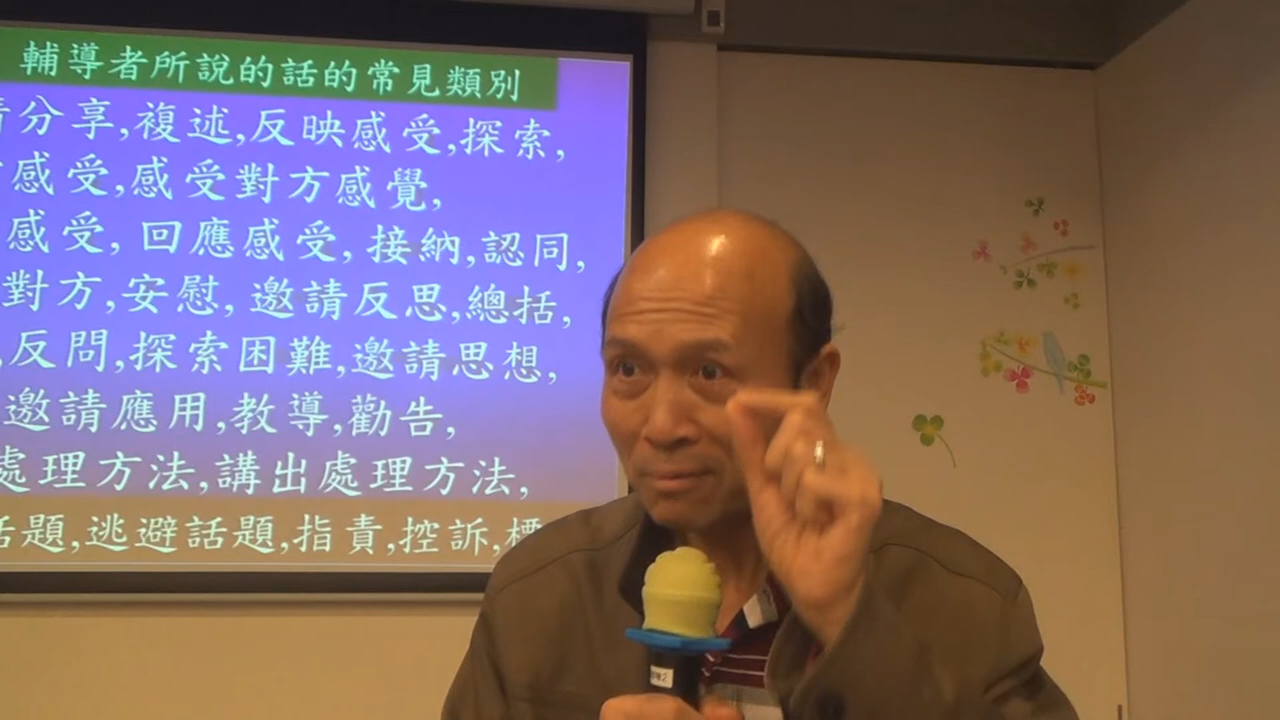 輔導者所說的話的常見類別
分享,複述,反映感受,探索,
感受,感受對方感覺,
感受, 回應感受, 接納,認同,
對方,安慰, 邀請反思,總括,
,反問,探索困難,邀請思想,
邀請應用,教導,勸告,
處理方法,講出處理方法,
話題,逃避話題,指責,控訴,標